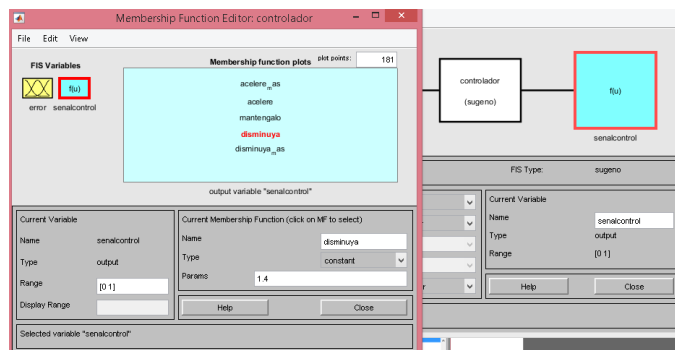 Membership Function Editor: controlador
File Edit View
FIS Variables
f(u)
error senalcontrol
Membership function plots
plot points: 181
acelere_mas
acelere
mantengalo
disminuya
disminuya_mas
output variable "senalcontrol"
Current Variable
Name senalcontrol
Type output
Range [0 1]
Display Range
Current Membership Function (click on MF to select)
Name disminuya
Type constant
Params 1.4
Help Close
Selected variable "senalcontrol"
controlador
(sugeno)
f(u)
senalcontrol
FIS Type: sugeno
Current Variable
Name senalcontrol
Type output
Range [0 1]
Help Close